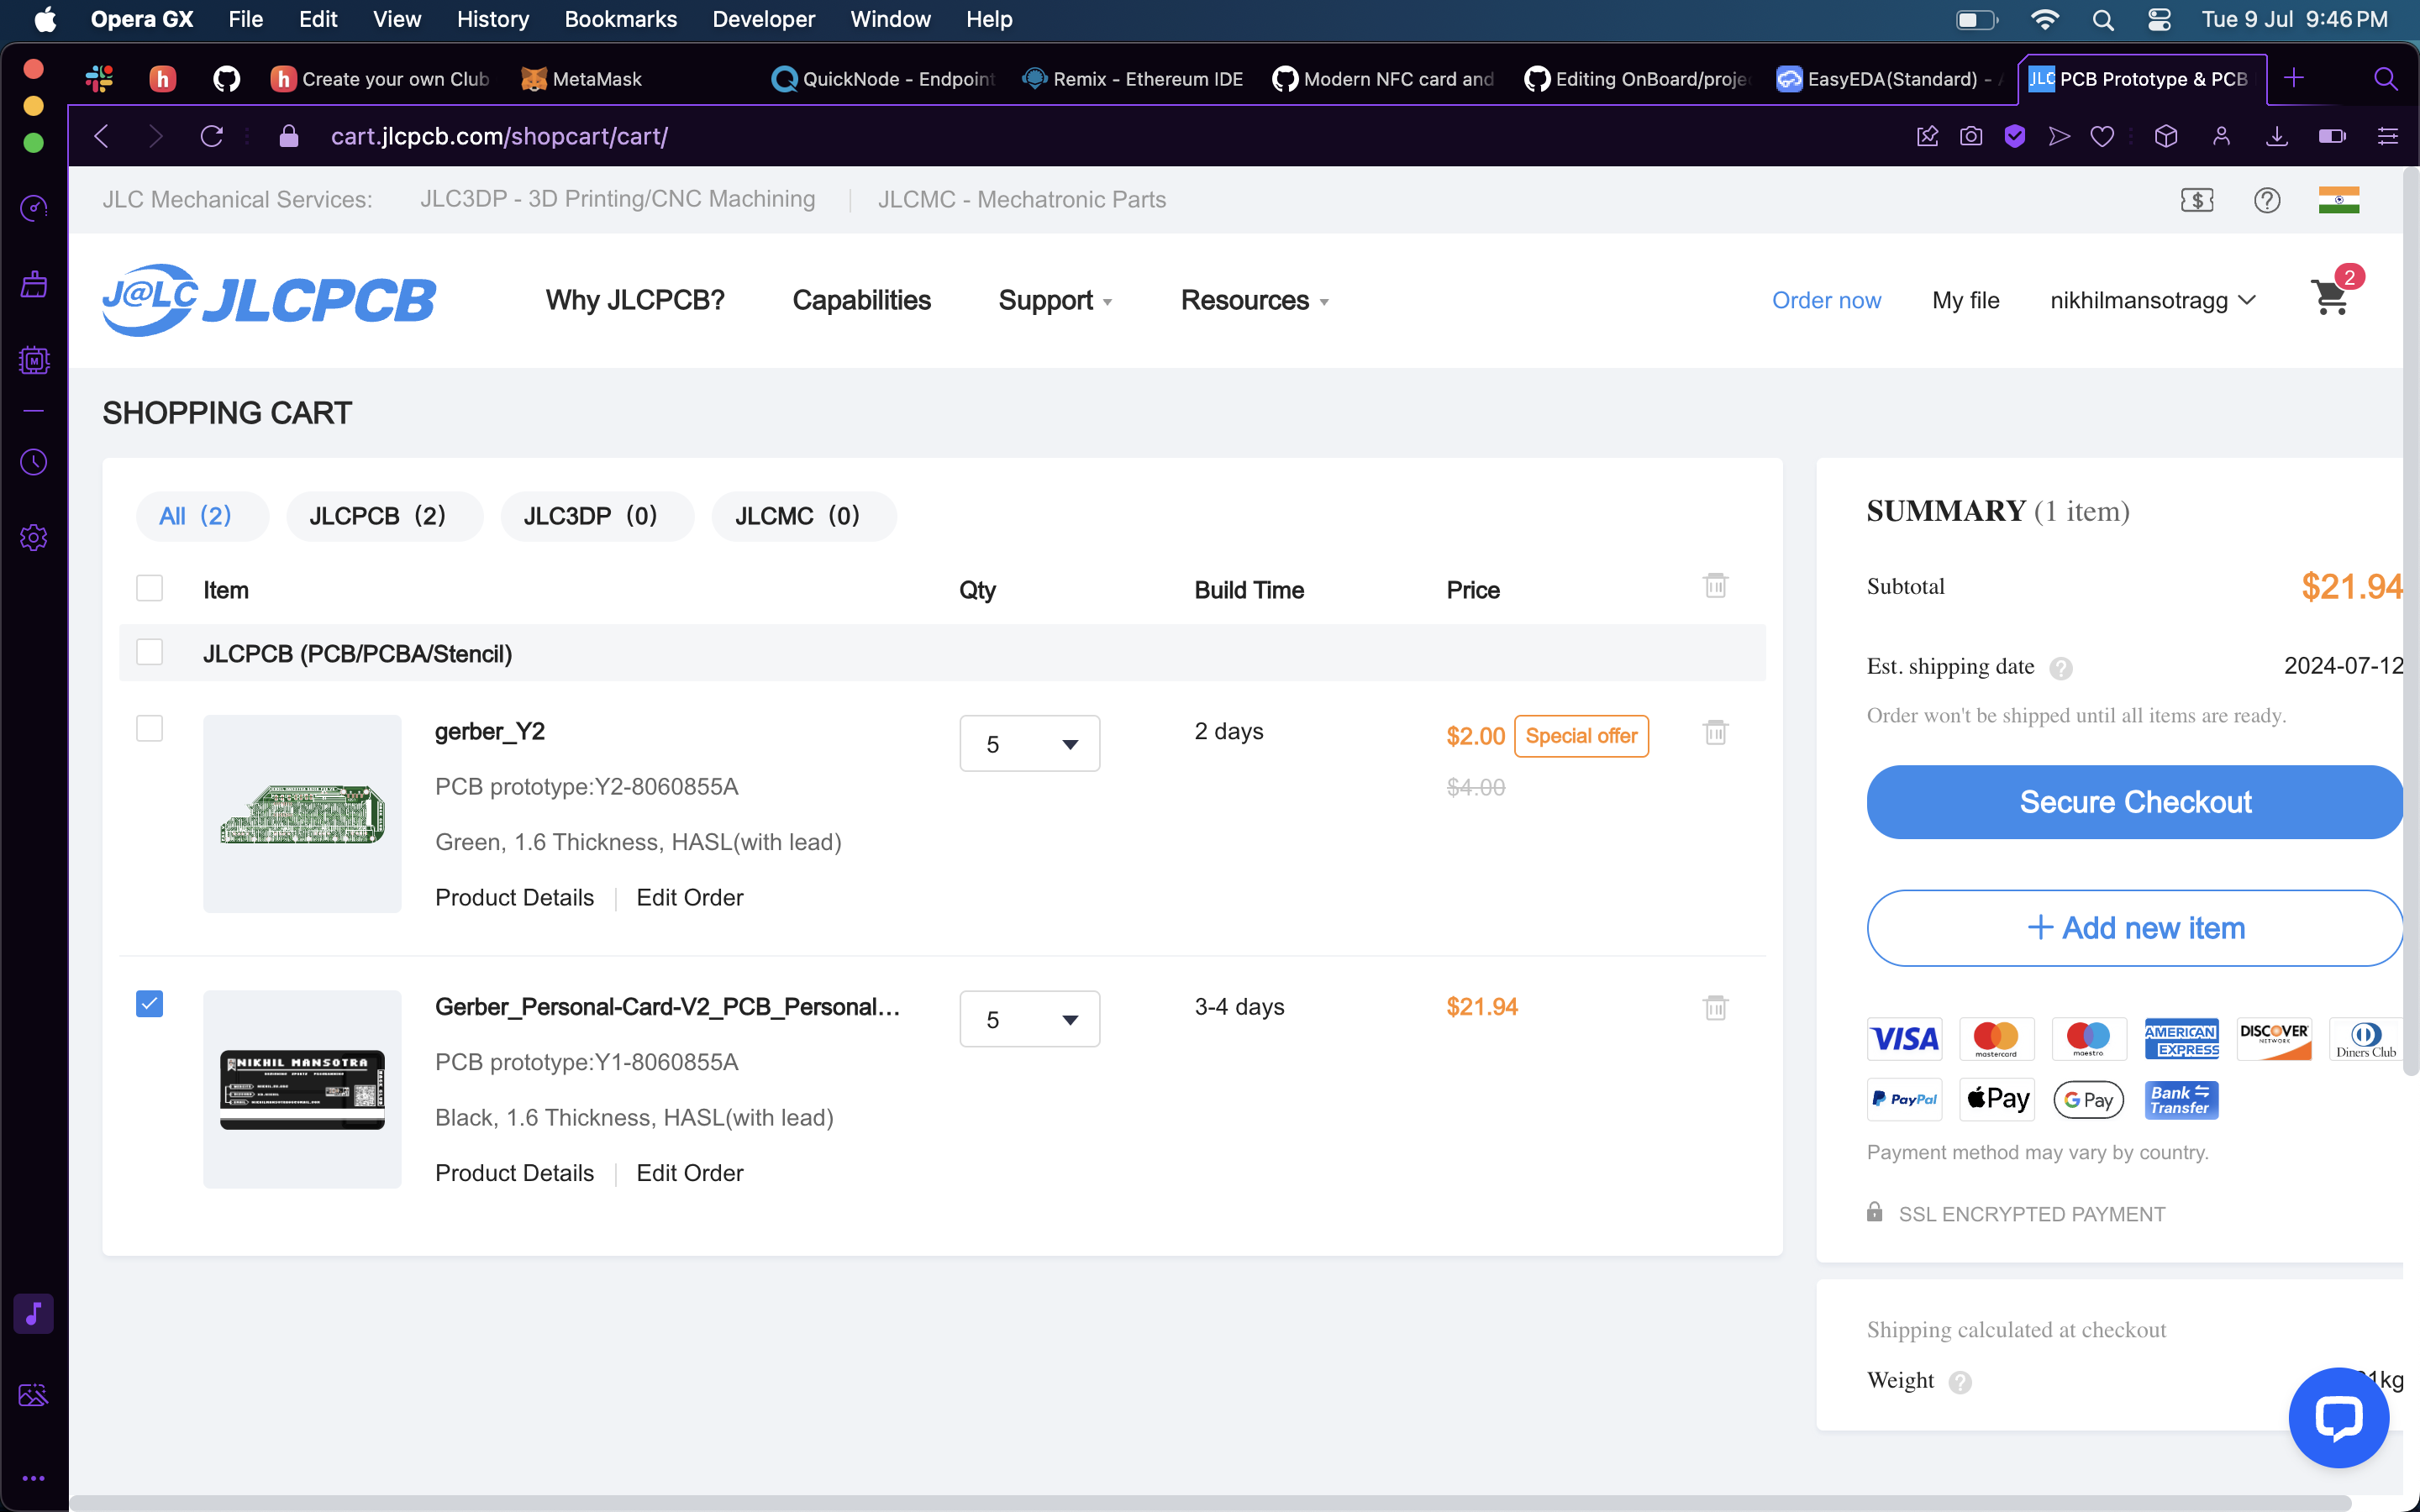 Opera GX File Edit View History Bookmarks Developer Window Help Tue 9 Jul 9:46 PM
Create your own Club MetaMask QuickNode - Endpoint Remix - Ethereum IDE Modern NFC card and Editing OnBoard/proje EasyEDA(Standard) - JLC PCB Prototype & PCB
cart.jlcpcb.com/shopcart/cart/
JLC Mechanical Services: JLC3DP - 3D Printing/CNC Machining JLCMC - Mechatronic Parts
J@LC JLCPCB Why JLCPCB? Capabilities Support Resources Order now My file nikhilmansotragg 2
SHOPPING CART
All (2) JLCPCB (2) JLC3DP (0) JLCMC (0)
Item Qty Build Time Price
JLCPCB (PCB/PCBA/Stencil)
gerber_Y2 5 2 days $2.00 Special offer
$4.00
PCB prototype:Y2-8060855A
Green, 1.6 Thickness, HASL(with lead)
Product Details Edit Order
NIKHIL MANSOTRA
Gerber_Personal-Card-V2_PCB_Personal... 5 3-4 days $21.94
PCB prototype:Y1-8060855A
Black, 1.6 Thickness, HASL(with lead)
Product Details Edit Order
SUMMARY (1 item)
Subtotal $21.94
Est. shipping date ? 2024-07-12
Order won't be shipped until all items are ready.
Secure Checkout
+ Add new item
VISA mastercard maestro AMERICAN EXPRESS DISCOVER NETWORK Diners Club
PayPal Pay G Pay Bank Transfer
Payment method may vary by country.
SSL ENCRYPTED PAYMENT
Shipping calculated at checkout
Weight ? 1kg